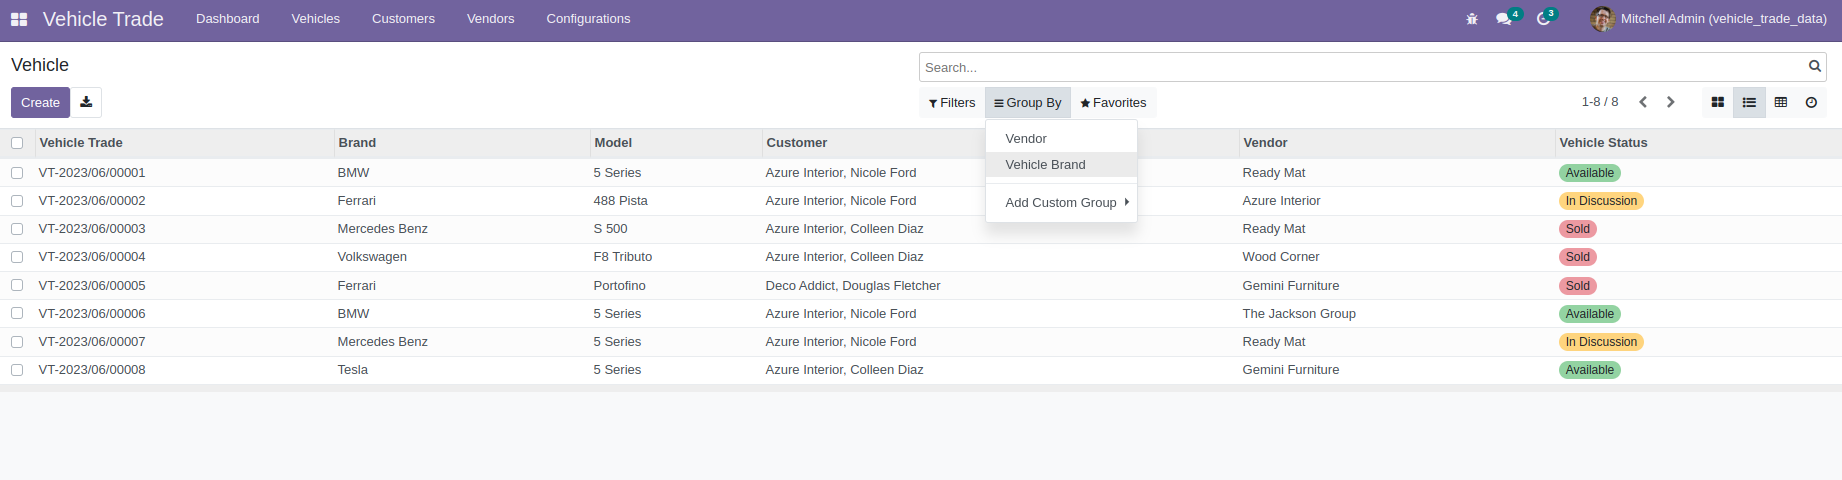 Vehicle Trade Dashboard Vehicles Customers Vendors Configurations 4 3 Mitchell Admin (vehicle_trade_data)
Vehicle Search...
Create Filters Group By Favorites 1-8 / 8
Vendor
Vehicle Brand
Add Custom Group
Vehicle Trade Brand Model Customer Vendor Vehicle Status
VT-2023/06/00001 BMW 5 Series Azure Interior, Nicole Ford Ready Mat Available
VT-2023/06/00002 Ferrari 488 Pista Azure Interior, Nicole Ford Azure Interior In Discussion
VT-2023/06/00003 Mercedes Benz S 500 Azure Interior, Colleen Diaz Ready Mat Sold
VT-2023/06/00004 Volkswagen F8 Tributo Azure Interior, Colleen Diaz Wood Corner Sold
VT-2023/06/00005 Ferrari Portofino Deco Addict, Douglas Fletcher Gemini Furniture Sold
VT-2023/06/00006 BMW 5 Series Azure Interior, Nicole Ford The Jackson Group Available
VT-2023/06/00007 Mercedes Benz 5 Series Azure Interior, Nicole Ford Ready Mat In Discussion
VT-2023/06/00008 Tesla 5 Series Azure Interior, Colleen Diaz Gemini Furniture Available